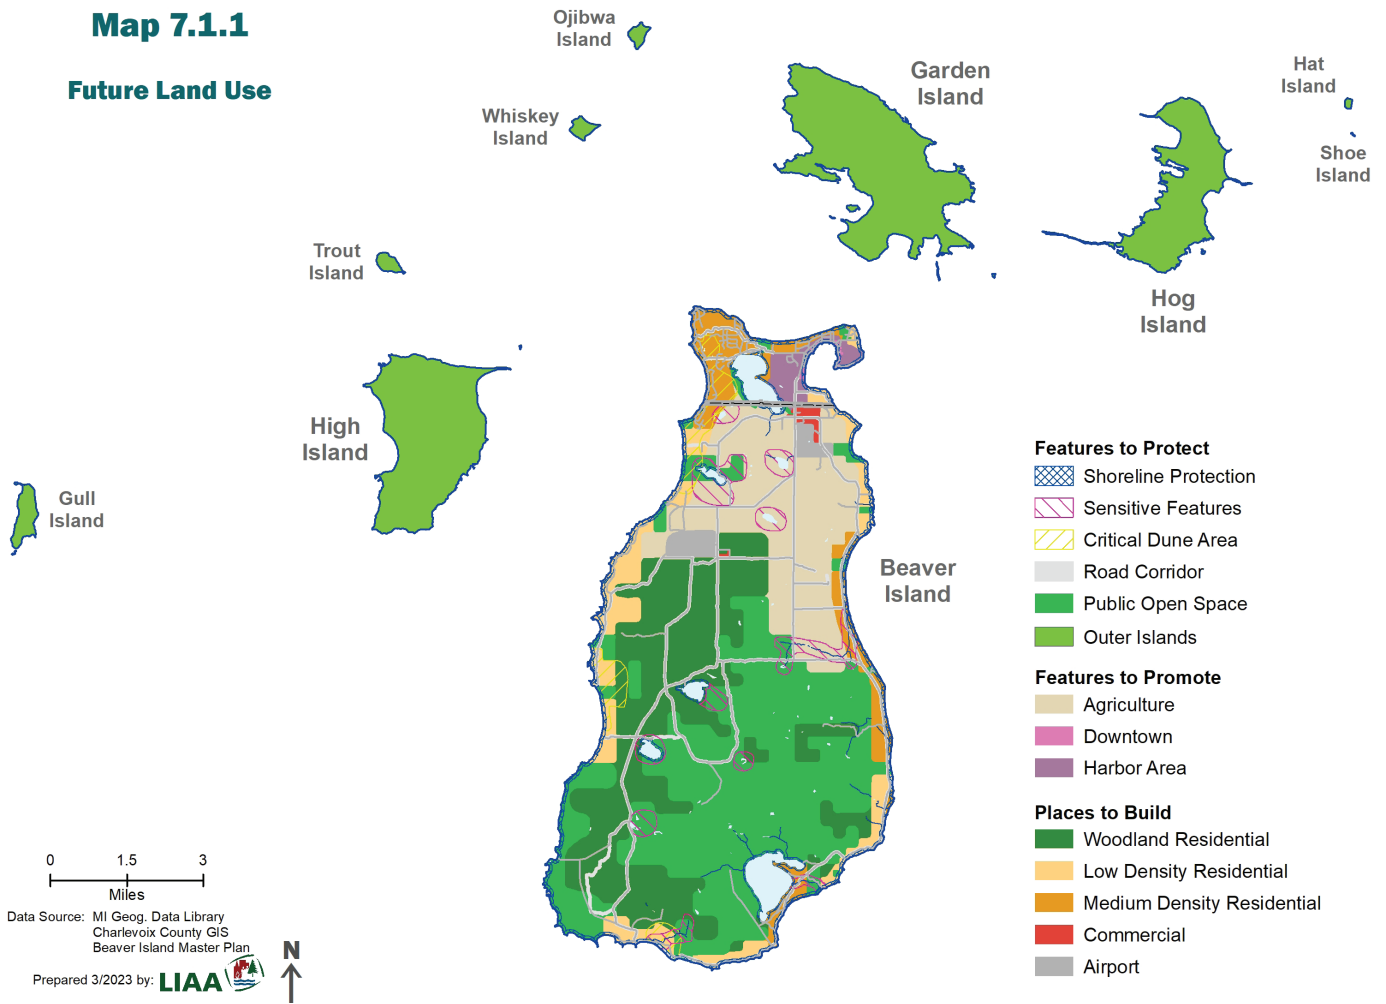 Map 7.1.1
Future Land Use
Ojibwa
Island
Whiskey
Island
Garden
Island
Hat
Island
Shoe
Island
Trout
Island
Hog
Island
High
Island
Gull
Island
Beaver
Island
Features to Protect
Shoreline Protection
Sensitive Features
Critical Dune Area
Road Corridor
Public Open Space
Outer Islands
Features to Promote
Agriculture
Downtown
Harbor Area
Places to Build
Woodland Residential
Low Density Residential
Medium Density Residential
Commercial
Airport
0 1.5 3
Miles
Data Source: MI Geog. Data Library
Charlevoix County GIS
Beaver Island Master Plan
Prepared 3/2023 by: LIAA
N